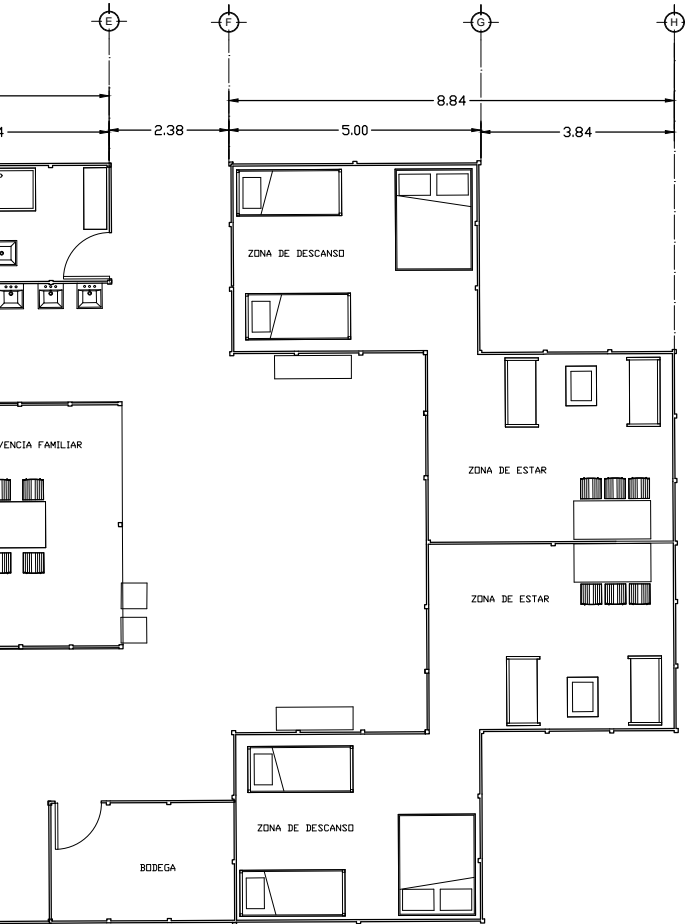 E F G H
8.84
4 2.38 5.00 3.84
ZONA DE DESCANSO
VENCIA FAMILIAR
ZONA DE ESTAR
ZONA DE ESTAR
ZONA DE DESCANSO
BODEGA